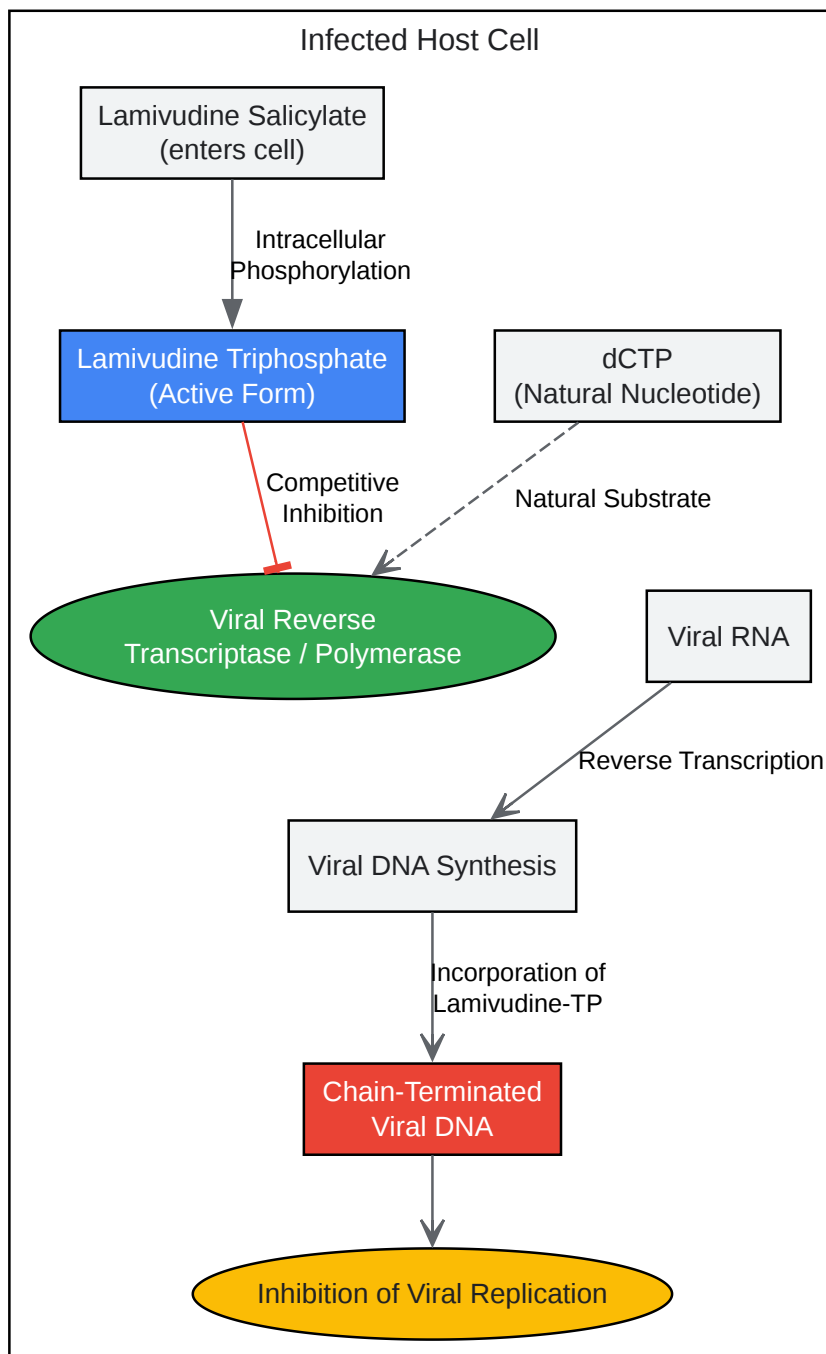 Infected Host Cell
Lamivudine Salicylate
(enters cell)
Intracellular
Phosphorylation
Lamivudine Triphosphate
(Active Form)
dCTP
(Natural Nucleotide)
Competitive
Inhibition
Natural Substrate
Viral Reverse
Transcriptase / Polymerase
Viral RNA
Reverse Transcription
Viral DNA Synthesis
Incorporation of
Lamivudine-TP
Chain-Terminated
Viral DNA
Inhibition of Viral Replication